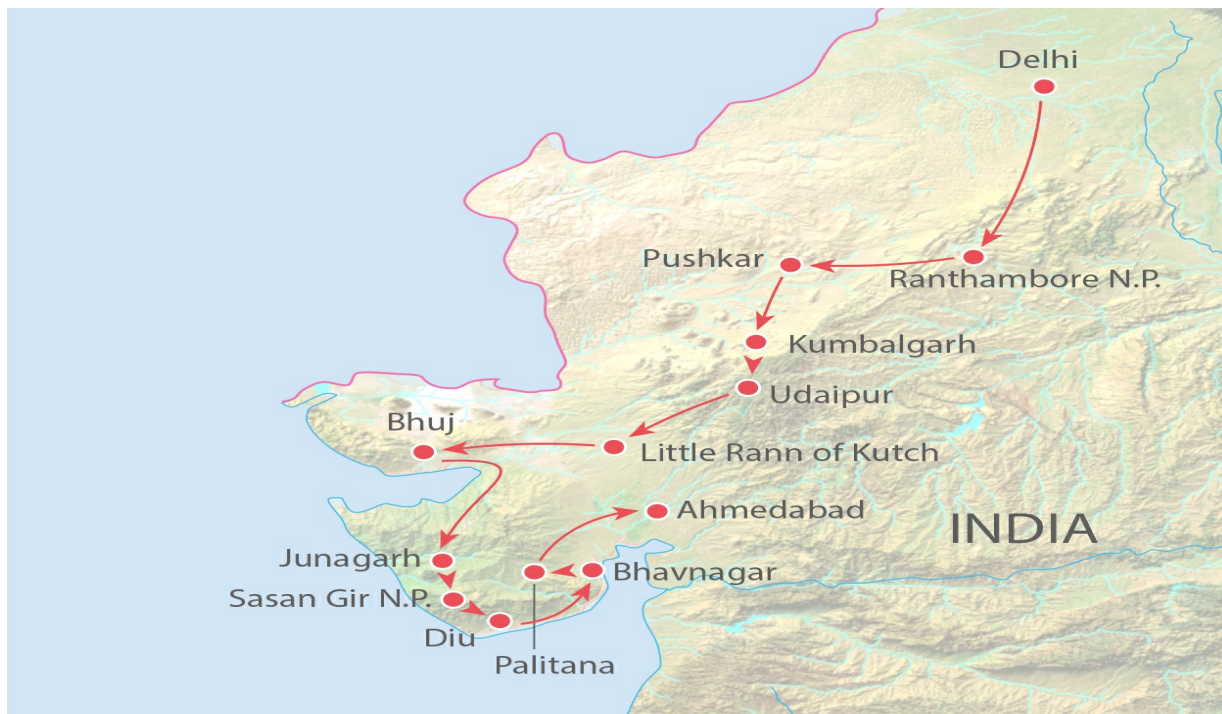 Delhi
Pushkar
Ranthambore N.P.
Kumbalgarh
Udaipur
Bhuj
Little Rann of Kutch
Ahmedabad
INDIA
Junagarh
Bhavnagar
Sasan Gir N.P.
Diu
Palitana